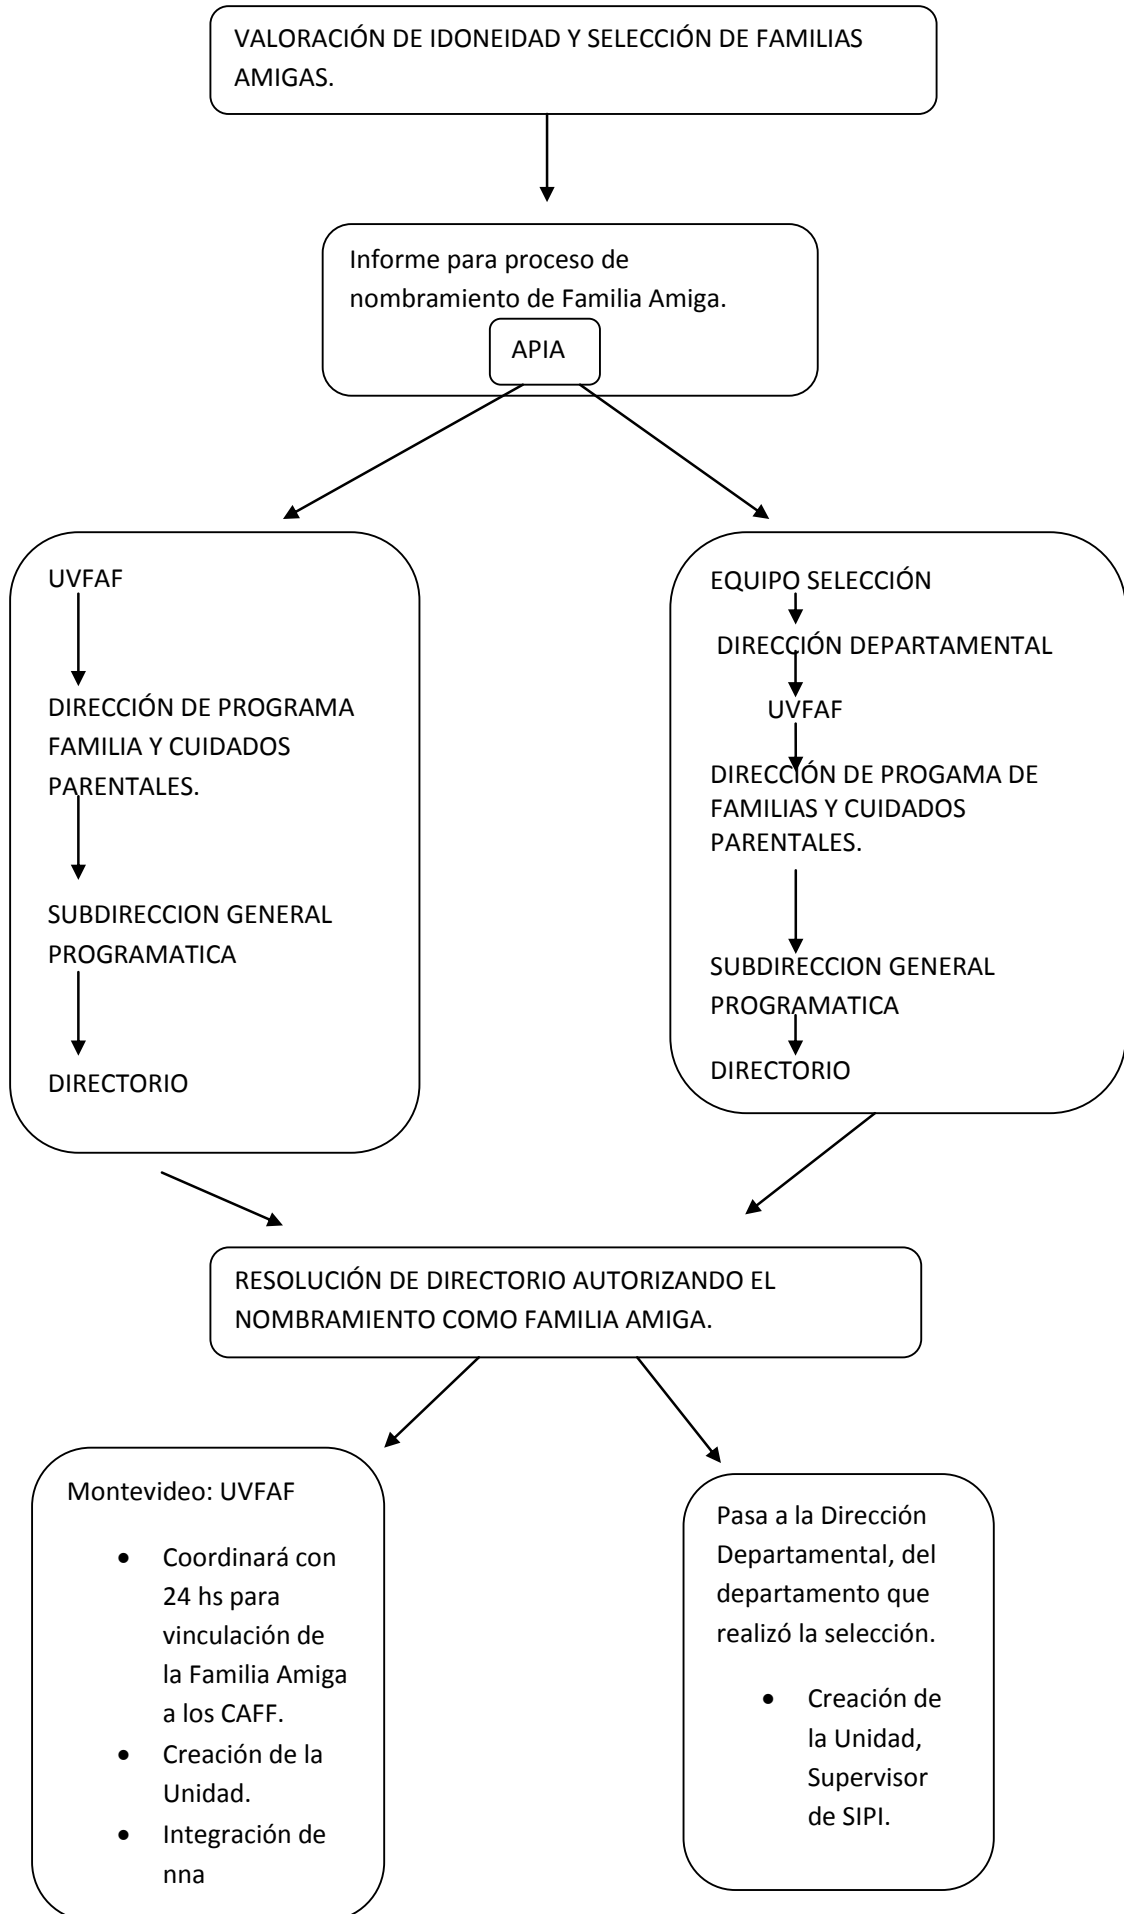 VALORACIÓN DE IDONEIDAD Y SELECCIÓN DE FAMILIAS
AMIGAS.
Informe para proceso de
nombramiento de Familia Amiga.
APIA
UVFAF
DIRECCIÓN DE PROGRAMA
FAMILIA Y CUIDADOS
PARENTALES.
SUBDIRECCION GENERAL
PROGRAMATICA
DIRECTORIO
EQUIPO SELECCIÓN
DIRECCIÓN DEPARTAMENTAL
UVFAF
DIRECCIÓN DE PROGAMA DE
FAMILIAS Y CUIDADOS
PARENTALES.
SUBDIRECCION GENERAL
PROGRAMATICA
DIRECTORIO
RESOLUCIÓN DE DIRECTORIO AUTORIZANDO EL
NOMBRAMIENTO COMO FAMILIA AMIGA.
Montevideo: UVFAF
• Coordinará con
24 hs para
vinculación de
la Familia Amiga
a los CAFF.
• Creación de la
Unidad.
• Integración de
nna
Pasa a la Dirección
Departamental, del
departamento que
realizó la selección.
• Creación de
la Unidad,
Supervisor
de SIPI.